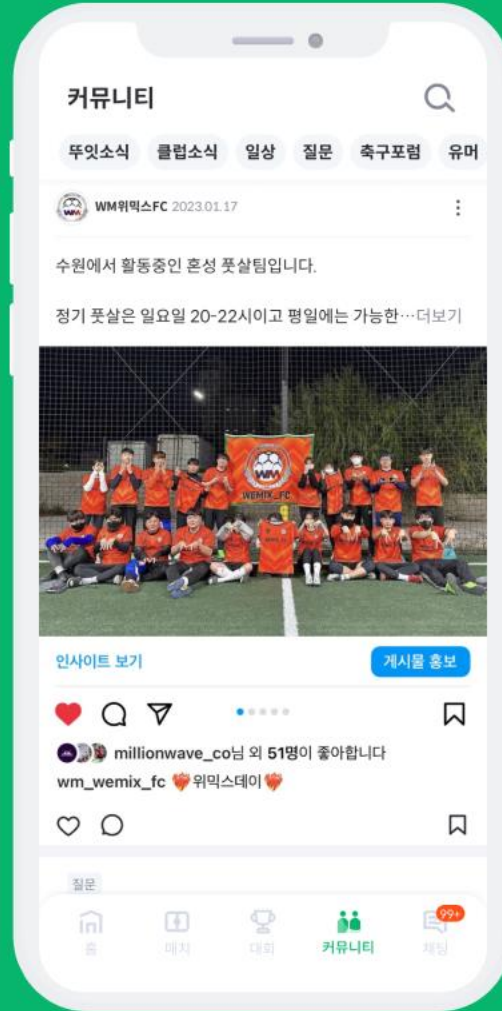 커뮤니티
뚜잇소식 클럽소식 일상 질문 축구포럼 유머
WM위믹스FC 2023.01.17
수원에서 활동중인 혼성 풋살팀입니다.
정기 풋살은 일요일 20-22시이고 평일에는 가능한···더보기
WM
WEMIX_FC
인사이트 보기 게시물 홍보
millionwave_co님 외 51명이 좋아합니다
wm_wemix_fc ❤️‍🔥위믹스데이❤️‍🔥
질문
99+
홈 매치 대회 커뮤니티 채팅